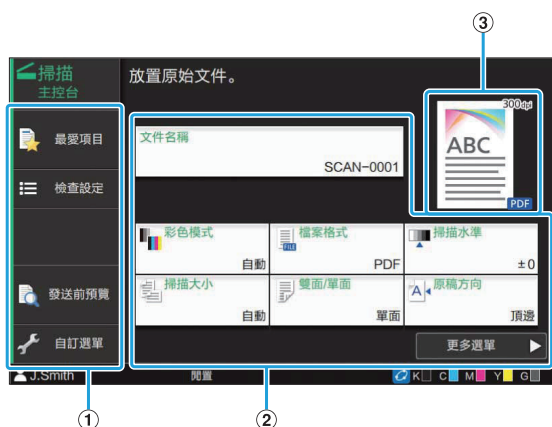 ③
掃描
主控台
放置原始文件。
300dpi
ABC
PDF
最愛項目
檢查設定
發送前預覽
自訂選單
文件名稱
SCAN-0001
彩色模式
自動
檔案格式
FILE
PDF
掃描水準
±0
掃描大小
自動
雙面/單面
單面
原稿方向
A
頂邊
更多選單
J.Smith
閒置
K C M Y G
①
②